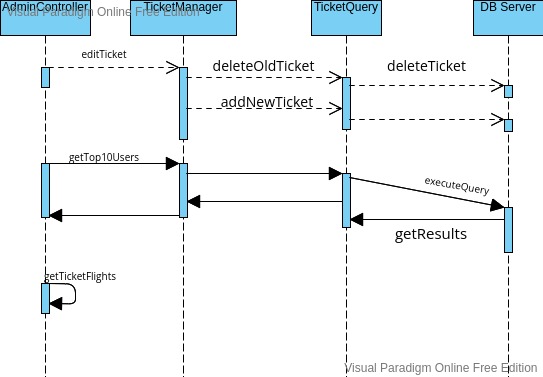 AdminController
TicketManager
TicketQuery
DB Server
Visual Paradigm Online Free Edition
editTicket
deleteOldTicket
deleteTicket
addNewTicket
getTop10Users
executeQuery
getResults
getTicketFlights
Visual Paradigm Online Free Edition